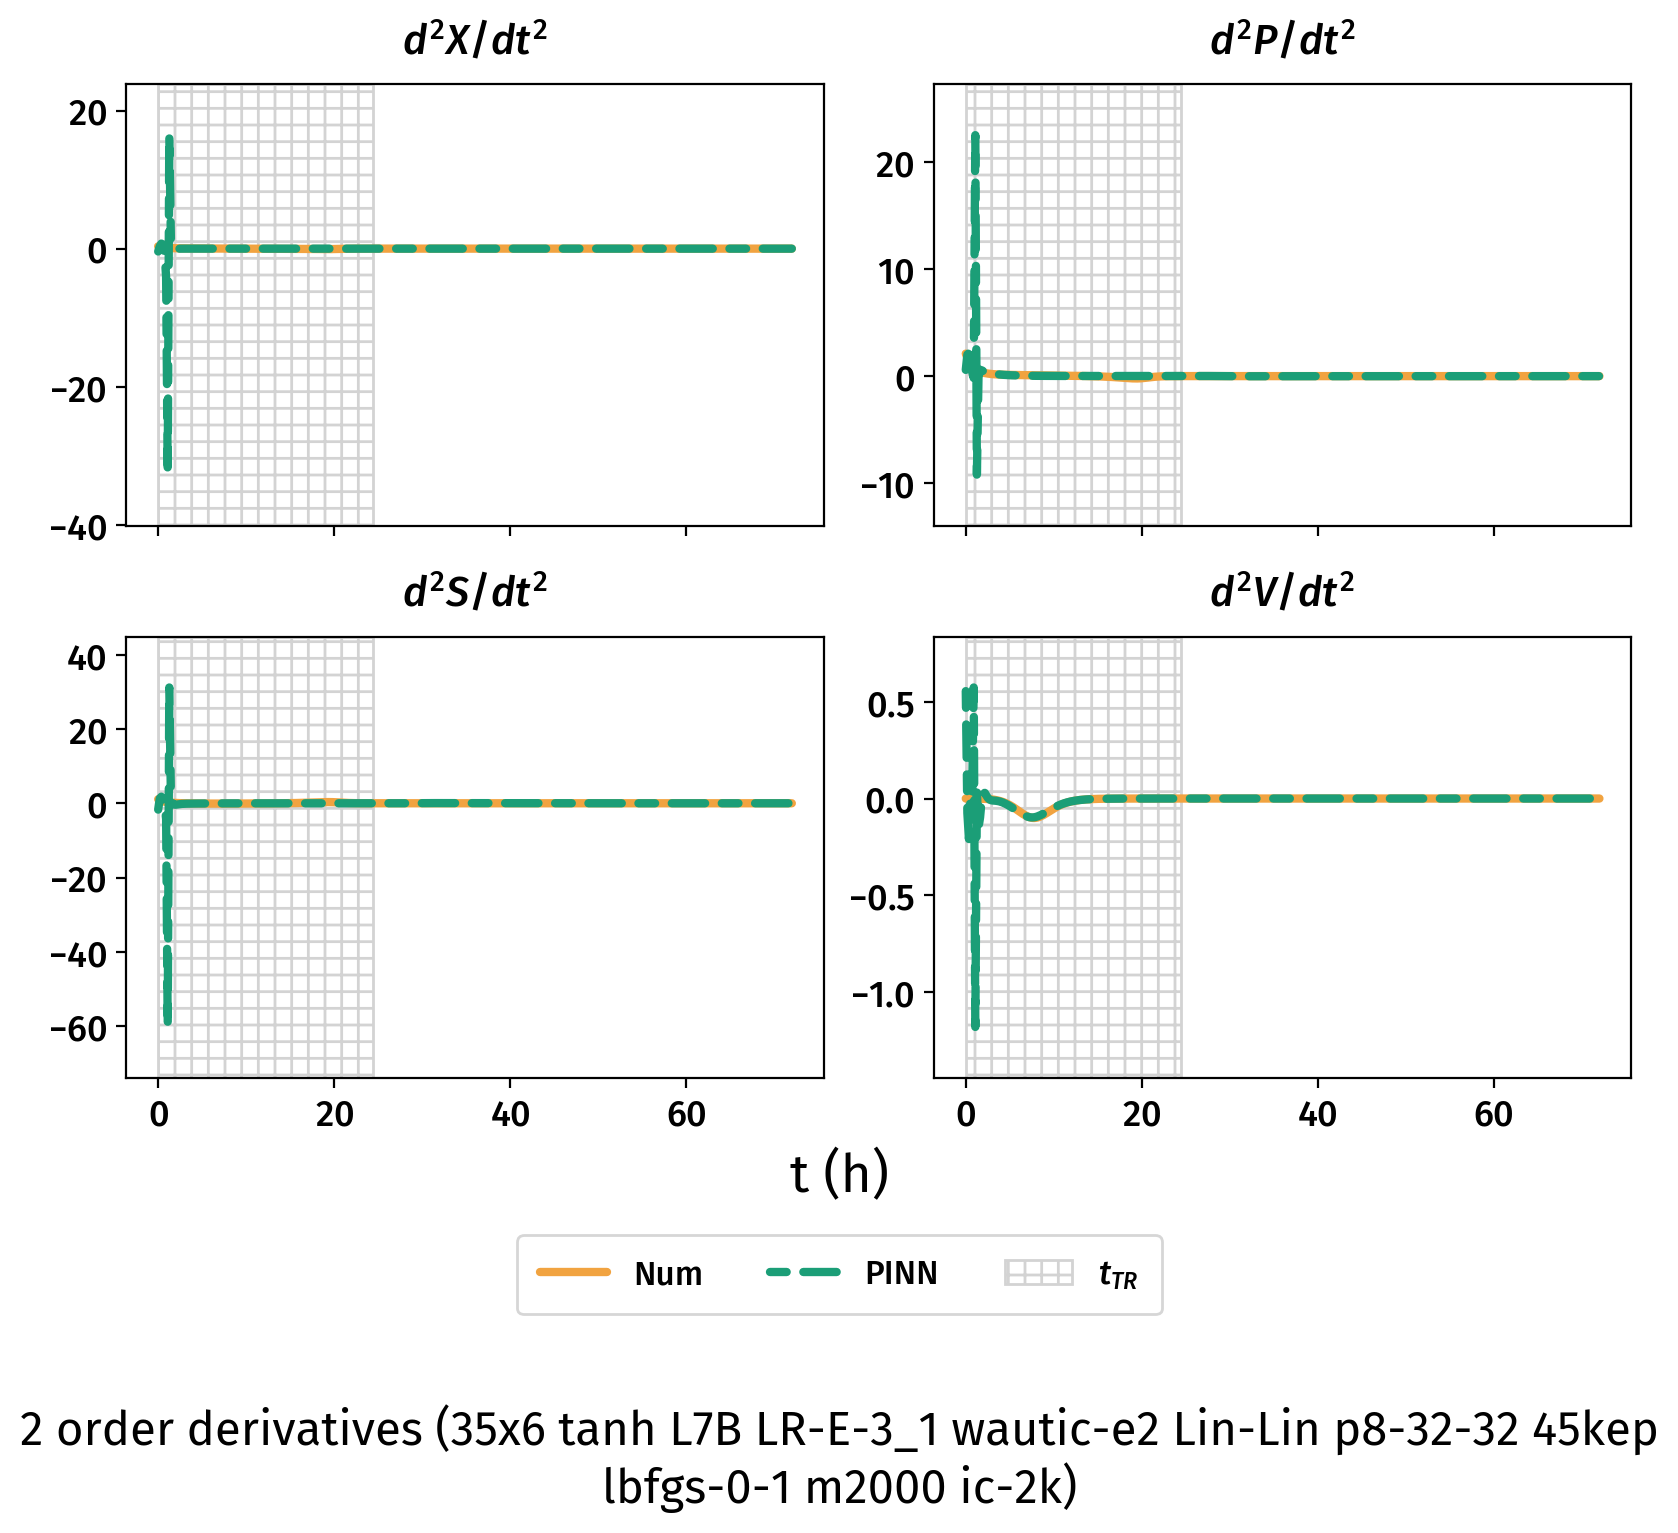 d²X/dt²
d²P/dt²
20
0
−20
−40
20
10
0
−10
d²S/dt²
d²V/dt²
40
20
0
−20
−40
−60
0.5
0.0
−0.5
−1.0
0 20 40 60
0 20 40 60
t (h)
Num PINN t_TR
2 order derivatives (35x6 tanh L7B LR-E-3_1 wautic-e2 Lin-Lin p8-32-32 45kep
lbfgs-0-1 m2000 ic-2k)